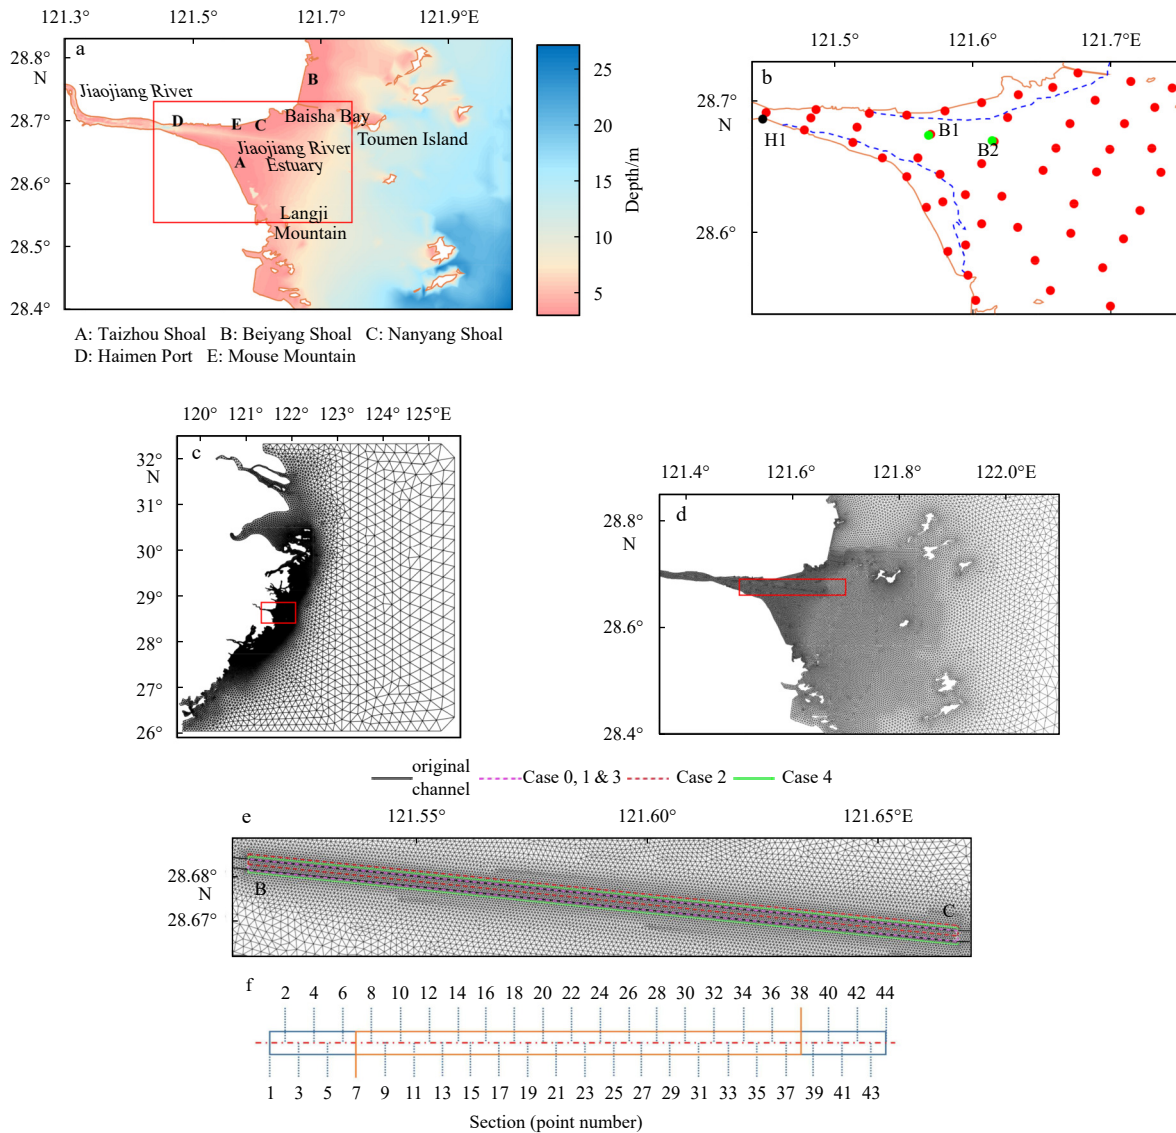 121.3° 121.5° 121.7° 121.9°
a
28.8°
N
28.7°
28.6°
28.5°
28.4°
Jiaojiang River
B
D
E
C
Baisha Bay
Toumen Island
Jiaojiang River
A
Estuary
Langji
Mountain
25
20
15
10
5
Depth/m
A: Taizhou Shoal B: Beiyang Shoal C: Nanyang Shoal
D: Haimen Port E: Mouse Mountain
121.5° 121.6° 121.7°E
b
28.7°
N
28.6°
H1
B1
B2
120° 121° 122° 123° 124° 125°E
c
32°
N
31°
30°
29°
28°
27°
26°
121.4° 121.6° 121.8° 122.0°E
d
28.8°
N
28.6°
28.4°
original
channel
Case 0, 1 & 3
Case 2
Case 4
e
121.55° 121.60° 121.65°E
28.68°
N
28.67°
B
C
f
2 4 6 8 10 12 14 16 18 20 22 24 26 28 30 32 34 36 38 40 42 44
1 3 5 7 9 11 13 15 17 19 21 23 25 27 29 31 33 35 37 39 41 43
Section (point number)